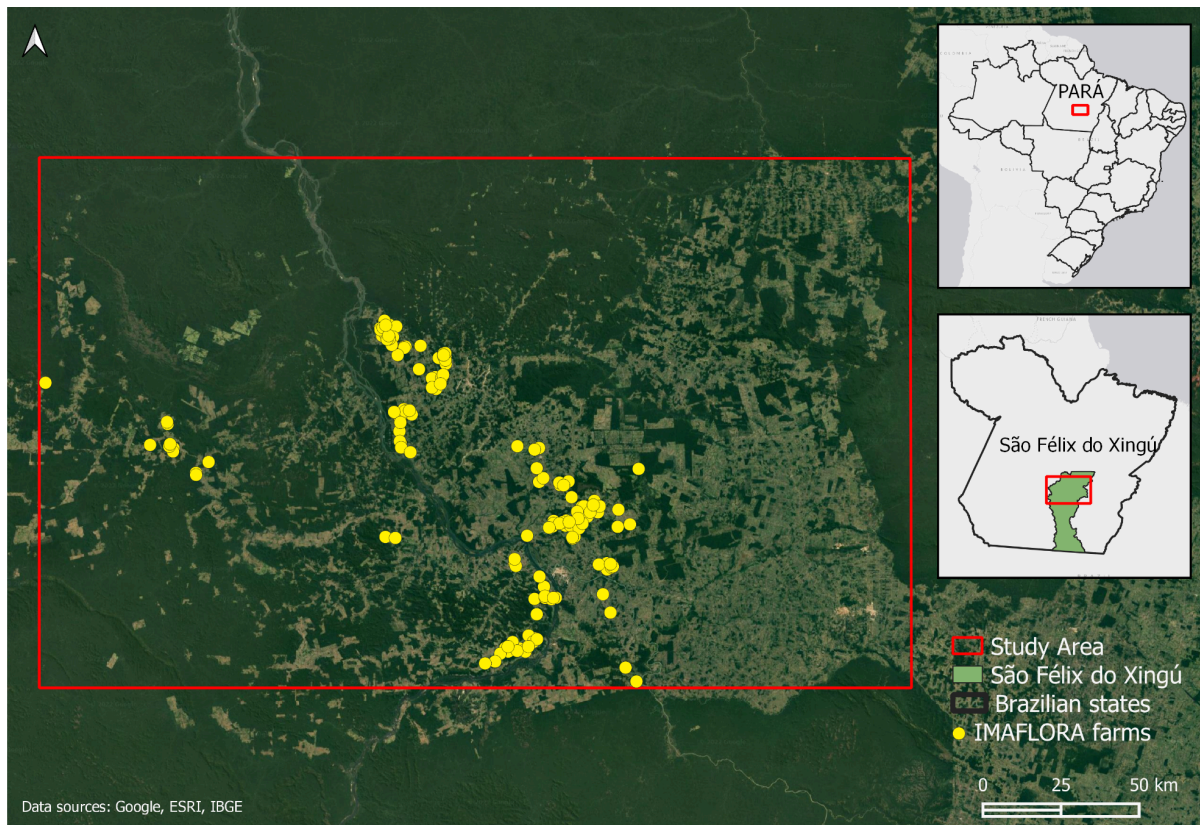 PARÁ
BOLIVIA
São Félix do Xingú
Study Area
São Félix do Xingú
Brazilian states
IMAFLORA farms
0 25 50 km
Data sources: Google, ESRI, IBGE